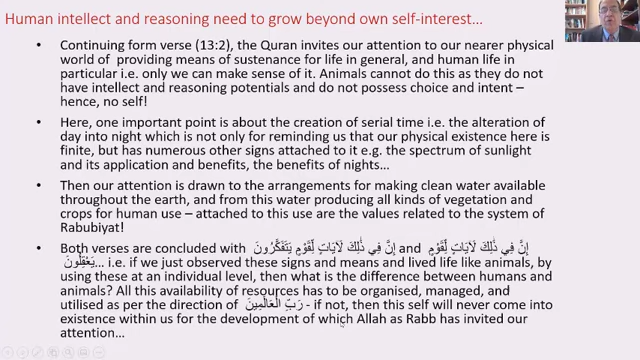 Human intellect and reasoning need to grow beyond own self-interest…
• Continuing form verse (13:2), the Quran invites our attention to our nearer physical
world of providing means of sustenance for life in general, and human life in
particular i.e. only we can make sense of it. Animals cannot do this as they do not
have intellect and reasoning potentials and do not possess choice and intent –
hence, no self!
• Here, one important point is about the creation of serial time i.e. the alteration of
day into night which is not only for reminding us that our physical existence here is
finite, but has numerous other signs attached to it e.g. the spectrum of sunlight
and its application and benefits, the benefits of nights…
• Then our attention is drawn to the arrangements for making clean water available
throughout the earth, and from this water producing all kinds of vegetation and
crops for human use – attached to this use are the values related to the system of
Rabubiyat!
• Both verses are concluded with إِنَّ فِي ذَٰلِكَ لَآيَاتٍ لِّقَوْمٍ يَتَفَكَّرُونَ and إِنَّ فِي ذَٰلِكَ لَآيَاتٍ لِّقَوْمٍ
يَعْقِلُونَ… i.e. if we just observed these signs and means and lived life like animals, by
using these at an individual level, then what is the difference between humans and
animals? All this availability of resources has to be organised, managed, and
utilised as per the direction of رَبِّ الْعَالَمِينَ - if not, then this self will never come into
existence within us for the development of which Allah as Rabb has invited our
attention…